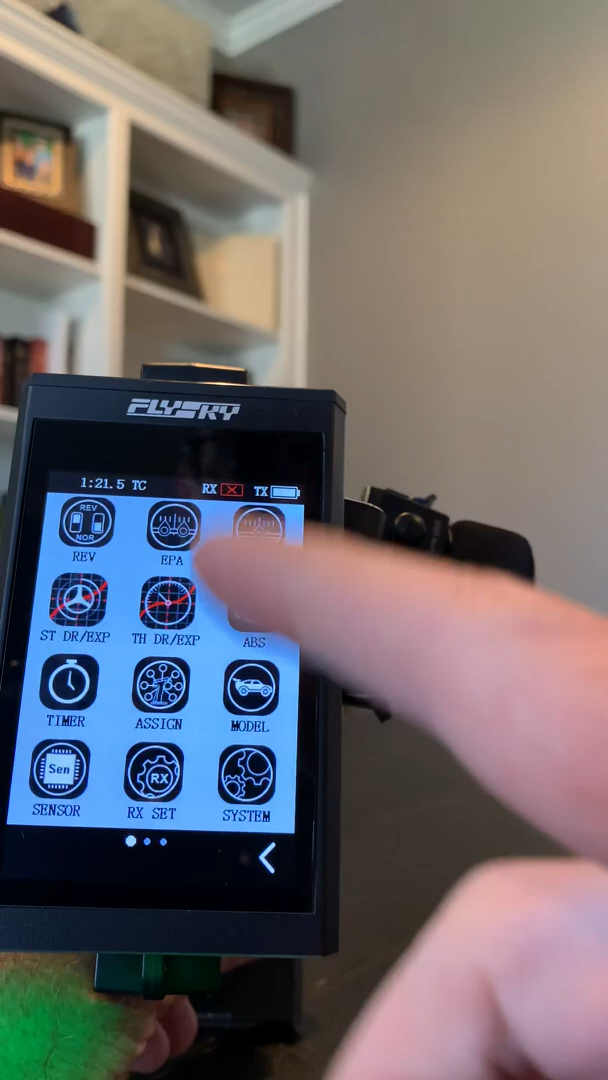 FLYSKY
1:21.5 TC RX TX
REV
NOR
REV EPA
ST DR/EXP TH DR/EXP ABS
TIMER ASSIGN MODEL
Sen RX
SENSOR RX SET SYSTEM